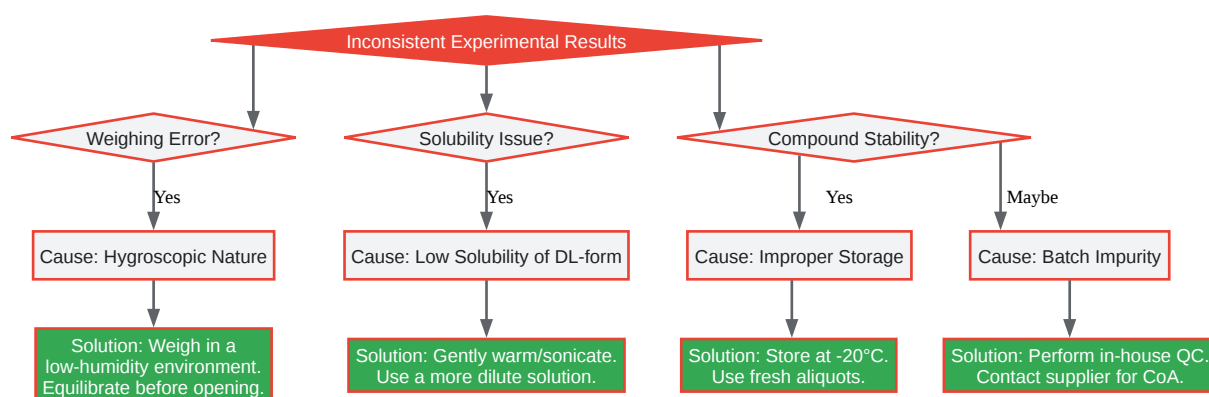 Inconsistent Experimental Results
Weighing Error?
Solubility Issue?
Compound Stability?
Yes
Yes
Yes
Maybe
Cause: Hygroscopic Nature
Cause: Low Solubility of DL-form
Cause: Improper Storage
Cause: Batch Impurity
Solution: Weigh in a
low-humidity environment.
Equilibrate before opening.
Solution: Gently warm/sonicate.
Use a more dilute solution.
Solution: Store at -20°C.
Use fresh aliquots.
Solution: Perform in-house QC.
Contact supplier for CoA.